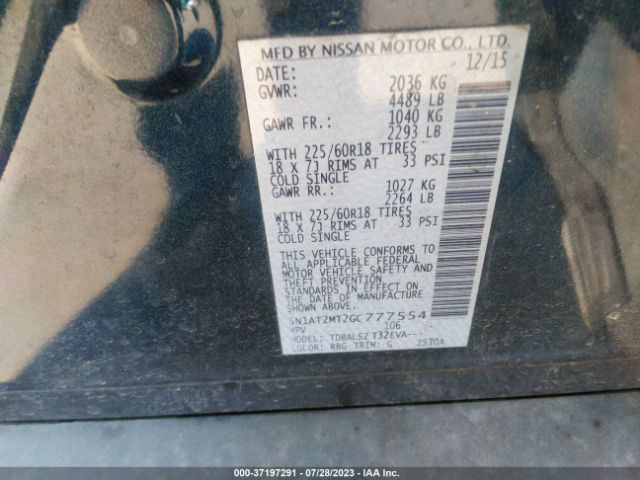 MFD BY NISSAN MOTOR CO., LTD.
DATE: 12/15
GVWR: 2036 KG
4489 LB
GAWR FR.: 1040 KG
2293 LB
WITH 225/60R18 TIRES
18 X 7J RIMS AT 33 PSI
COLD SINGLE
GAWR RR.: 1027 KG
2264 LB
WITH 225/60R18 TIRES
18 X 7J RIMS AT 33 PSI
COLD SINGLE
THIS VEHICLE CONFORMS TO
ALL APPLICABLE FEDERAL
MOTOR VEHICLE SAFETY AND
THEFT PREVENTION
STANDARDS IN EFFECT ON
THE DATE OF MANUFACTURE
SHOWN ABOVE.
5N1AT2MT2GC777554
MPV 106
MODEL: TDBALSZ T32EVA---
COLOR: RBG TRIM: G 2S30A
000-37197291 - 07/28/2023 - IAA Inc.